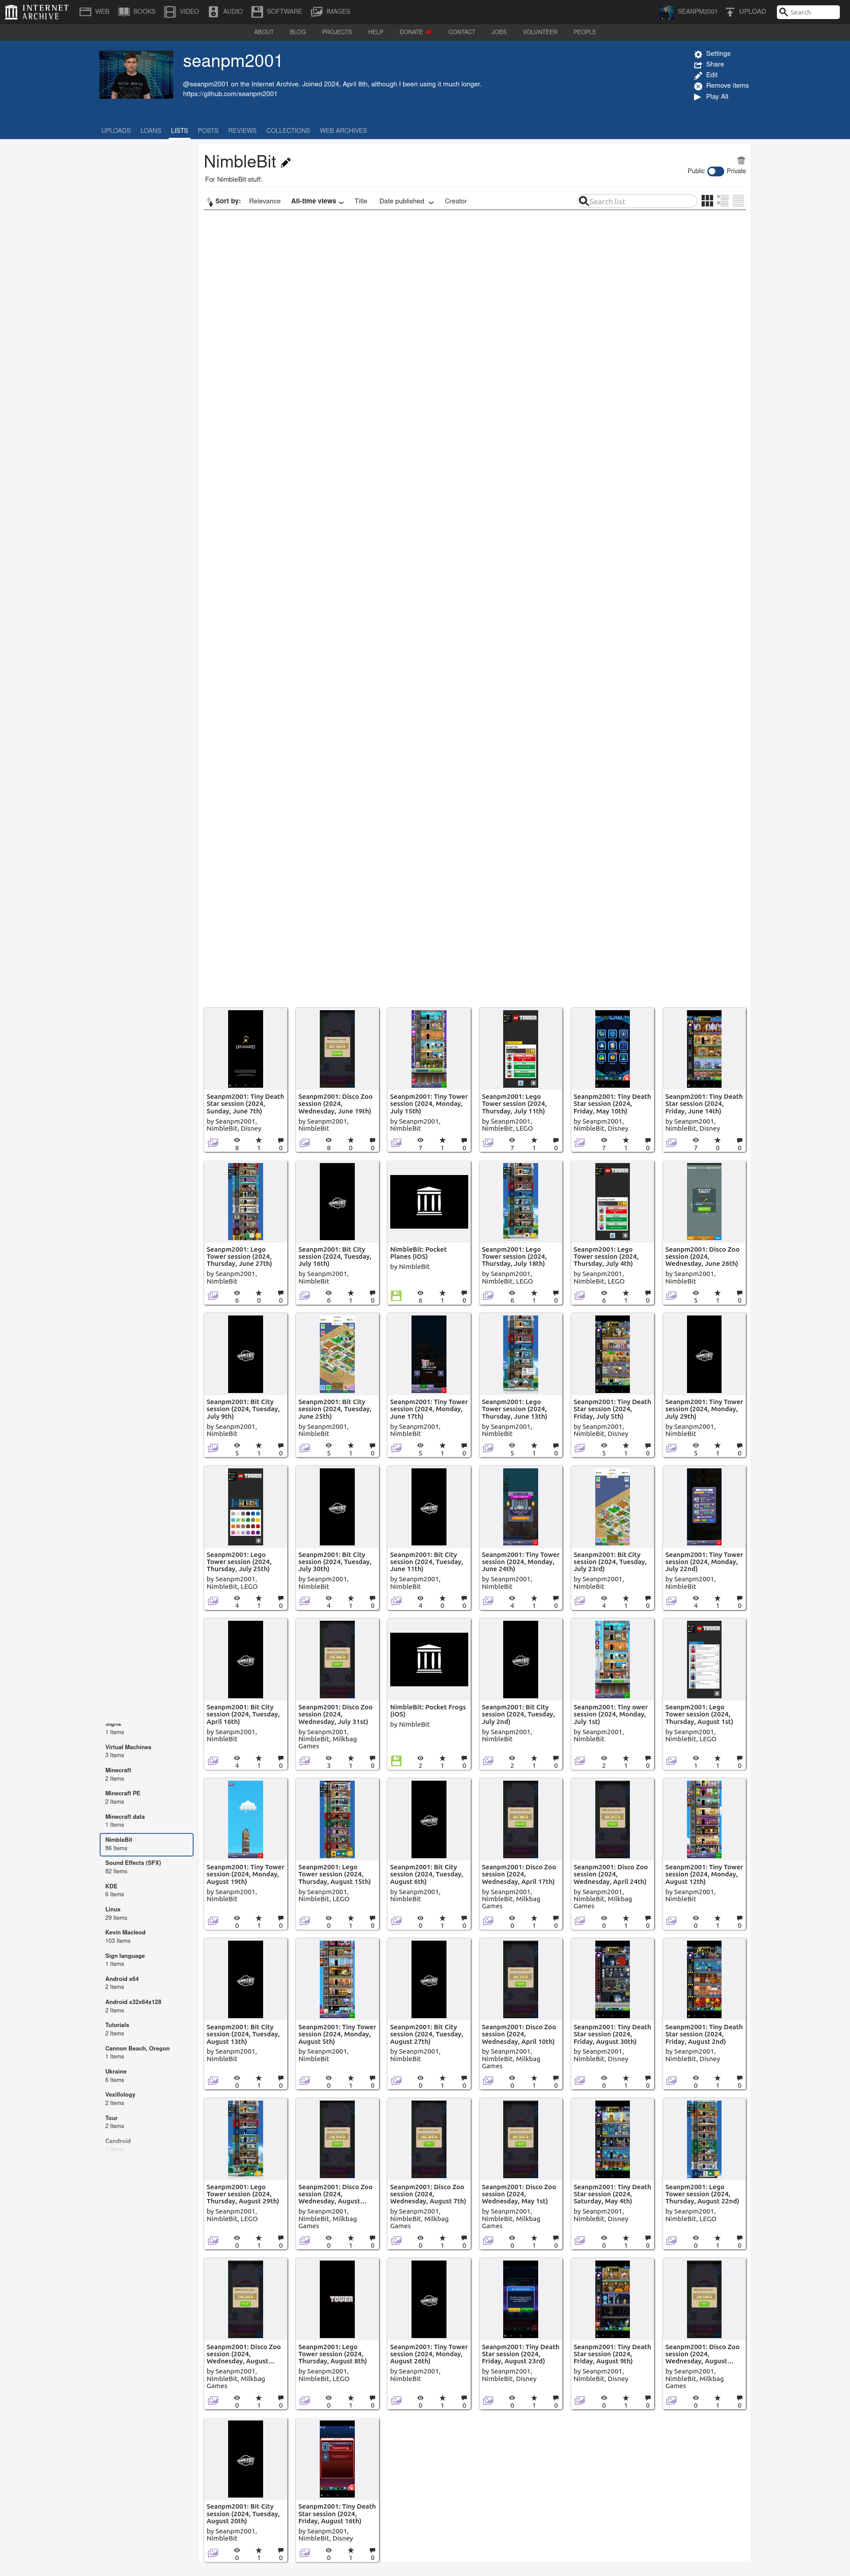 INTERNET ARCHIVE
WEB
BOOKS
VIDEO
AUDIO
SOFTWARE
IMAGES
SEANPM2001
UPLOAD
Search
ABOUT
BLOG
PROJECTS
HELP
DONATE
CONTACT
JOBS
VOLUNTEER
PEOPLE
seanpm2001
@seanpm2001 on the Internet Archive. Joined 2024, April 8th, although I been using it much longer.
https://github.com/seanpm2001
Settings
Share
Edit
Remove items
Play All
UPLOADS
LOANS
LISTS
POSTS
REVIEWS
COLLECTIONS
WEB ARCHIVES
NimbleBit
For NimbleBit stuff.
Public Private
Sort by: Relevance All-time views Title Date published Creator
Search list
Seanpm2001: Tiny Death
Star session (2024,
Sunday, June 7th)
by Seanpm2001,
NimbleBit, Disney
8 1 0
Seanpm2001: Disco Zoo
session (2024,
Wednesday, June 19th)
by Seanpm2001,
NimbleBit
8 0 0
Seanpm2001: Tiny Tower
session (2024, Monday,
July 15th)
by Seanpm2001,
NimbleBit
7 1 0
Seanpm2001: Lego
Tower session (2024,
Thursday, July 11th)
by Seanpm2001,
NimbleBit, LEGO
7 1 0
Seanpm2001: Tiny Death
Star session (2024,
Friday, May 10th)
by Seanpm2001,
NimbleBit, Disney
7 1 0
Seanpm2001: Tiny Death
Star session (2024,
Friday, June 14th)
by Seanpm2001,
NimbleBit, Disney
7 0 0
Seanpm2001: Lego
Tower session (2024,
Thursday, June 27th)
by Seanpm2001,
NimbleBit
6 0 0
Seanpm2001: Bit City
session (2024, Tuesday,
July 16th)
by Seanpm2001,
NimbleBit
6 1 0
NimbleBit: Pocket
Planes (iOS)
by NimbleBit
6 1 0
Seanpm2001: Lego
Tower session (2024,
Thursday, July 18th)
by Seanpm2001,
NimbleBit, LEGO
6 1 0
Seanpm2001: Lego
Tower session (2024,
Thursday, July 4th)
by Seanpm2001,
NimbleBit, LEGO
6 1 0
Seanpm2001: Disco Zoo
session (2024,
Wednesday, June 26th)
by Seanpm2001,
NimbleBit
5 1 0
Seanpm2001: Bit City
session (2024, Tuesday,
July 9th)
by Seanpm2001,
NimbleBit
5 1 0
Seanpm2001: Bit City
session (2024, Tuesday,
June 25th)
by Seanpm2001,
NimbleBit
5 1 0
Seanpm2001: Tiny Tower
session (2024, Monday,
June 17th)
by Seanpm2001,
NimbleBit
5 1 0
Seanpm2001: Lego
Tower session (2024,
Thursday, June 13th)
by Seanpm2001,
NimbleBit
5 1 0
Seanpm2001: Tiny Death
Star session (2024,
Friday, July 5th)
by Seanpm2001,
NimbleBit, Disney
5 1 0
Seanpm2001: Tiny Tower
session (2024, Monday,
July 29th)
by Seanpm2001,
NimbleBit
5 1 0
Seanpm2001: Lego
Tower session (2024,
Thursday, July 25th)
by Seanpm2001,
NimbleBit, LEGO
4 1 0
Seanpm2001: Bit City
session (2024, Tuesday,
July 30th)
by Seanpm2001,
NimbleBit
4 1 0
Seanpm2001: Bit City
session (2024, Tuesday,
June 11th)
by Seanpm2001,
NimbleBit
4 0 0
Seanpm2001: Tiny Tower
session (2024, Monday,
June 24th)
by Seanpm2001,
NimbleBit
4 1 0
Seanpm2001: Bit City
session (2024, Tuesday,
July 23rd)
by Seanpm2001,
NimbleBit
4 1 0
Seanpm2001: Tiny Tower
session (2024, Monday,
July 22nd)
by Seanpm2001,
NimbleBit
4 1 0
Seanpm2001: Bit City
session (2024, Tuesday,
April 16th)
by Seanpm2001,
NimbleBit
4 1 0
Seanpm2001: Disco Zoo
session (2024,
Wednesday, July 31st)
by Seanpm2001,
NimbleBit, Milkbag
Games
3 1 0
NimbleBit: Pocket Frogs
(iOS)
by NimbleBit
2 1 0
Seanpm2001: Bit City
session (2024, Tuesday,
July 2nd)
by Seanpm2001,
NimbleBit
2 1 0
Seanpm2001: Tiny ower
session (2024, Monday,
July 1st)
by Seanpm2001,
NimbleBit
2 1 0
Seanpm2001: Lego
Tower session (2024,
Thursday, August 1st)
by Seanpm2001,
NimbleBit, LEGO
1 1 0
Signs
1 Items
Virtual Machines
3 Items
Minecraft
2 Items
Minecraft PE
2 Items
Minecraft data
1 Items
NimbleBit
86 Items
Sound Effects (SFX)
82 Items
KDE
6 Items
Linux
29 Items
Kevin Macleod
103 Items
Sign language
1 Items
Android x64
2 Items
Android x32x64x128
2 Items
Tutorials
2 Items
Cannon Beach, Oregon
1 Items
Ukraine
6 Items
Vexillology
2 Items
Tour
2 Items
Candroid
Seanpm2001: Tiny Tower
session (2024, Monday,
August 19th)
by Seanpm2001,
NimbleBit
0 1 0
Seanpm2001: Lego
Tower session (2024,
Thursday, August 15th)
by Seanpm2001,
NimbleBit, LEGO
0 1 0
Seanpm2001: Bit City
session (2024, Tuesday,
August 6th)
by Seanpm2001,
NimbleBit
0 1 0
Seanpm2001: Disco Zoo
session (2024,
Wednesday, April 17th)
by Seanpm2001,
NimbleBit, Milkbag
Games
0 1 0
Seanpm2001: Disco Zoo
session (2024,
Wednesday, April 24th)
by Seanpm2001,
NimbleBit, Milkbag
Games
0 1 0
Seanpm2001: Tiny Tower
session (2024, Monday,
August 12th)
by Seanpm2001,
NimbleBit
0 1 0
Seanpm2001: Bit City
session (2024, Tuesday,
August 13th)
by Seanpm2001,
NimbleBit
0 1 0
Seanpm2001: Tiny Tower
session (2024, Monday,
August 5th)
by Seanpm2001,
NimbleBit
0 1 0
Seanpm2001: Bit City
session (2024, Tuesday,
August 27th)
by Seanpm2001,
NimbleBit
0 1 0
Seanpm2001: Disco Zoo
session (2024,
Wednesday, April 10th)
by Seanpm2001,
NimbleBit, Milkbag
Games
0 1 0
Seanpm2001: Tiny Death
Star session (2024,
Friday, August 30th)
by Seanpm2001,
NimbleBit, Disney
0 1 0
Seanpm2001: Tiny Death
Star session (2024,
Friday, August 2nd)
by Seanpm2001,
NimbleBit, Disney
0 1 0
Seanpm2001: Lego
Tower session (2024,
Thursday, August 29th)
by Seanpm2001,
NimbleBit, LEGO
0 1 0
Seanpm2001: Disco Zoo
session (2024,
Wednesday, August...
by Seanpm2001,
NimbleBit, Milkbag
Games
0 1 0
Seanpm2001: Disco Zoo
session (2024,
Wednesday, August 7th)
by Seanpm2001,
NimbleBit, Milkbag
Games
0 1 0
Seanpm2001: Disco Zoo
session (2024,
Wednesday, May 1st)
by Seanpm2001,
NimbleBit, Milkbag
Games
0 1 0
Seanpm2001: Tiny Death
Star session (2024,
Saturday, May 4th)
by Seanpm2001,
NimbleBit, Disney
0 1 0
Seanpm2001: Lego
Tower session (2024,
Thursday, August 22nd)
by Seanpm2001,
NimbleBit, LEGO
0 1 0
Seanpm2001: Disco Zoo
session (2024,
Wednesday, August...
by Seanpm2001,
NimbleBit, Milkbag
Games
0 1 0
Seanpm2001: Lego
Tower session (2024,
Thursday, August 8th)
by Seanpm2001,
NimbleBit, LEGO
0 1 0
Seanpm2001: Tiny Tower
session (2024, Monday,
August 26th)
by Seanpm2001,
NimbleBit
0 1 0
Seanpm2001: Tiny Death
Star session (2024,
Friday, August 23rd)
by Seanpm2001,
NimbleBit, Disney
0 1 0
Seanpm2001: Tiny Death
Star session (2024,
Friday, August 9th)
by Seanpm2001,
NimbleBit, Disney
0 1 0
Seanpm2001: Disco Zoo
session (2024,
Wednesday, August...
by Seanpm2001,
NimbleBit, Milkbag
Games
0 1 0
Seanpm2001: Bit City
session (2024, Tuesday,
August 20th)
by Seanpm2001,
NimbleBit
0 1 0
Seanpm2001: Tiny Death
Star session (2024,
Friday, August 16th)
by Seanpm2001,
NimbleBit, Disney
0 1 0